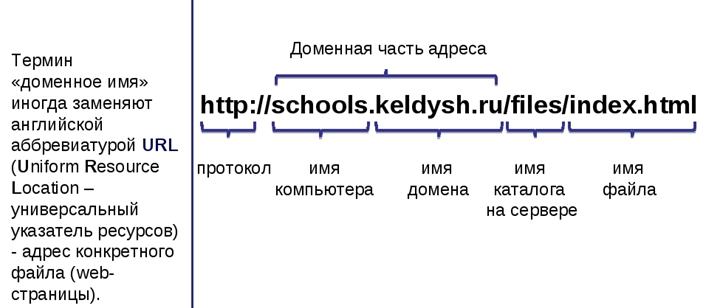 Термин
«доменное имя»
иногда заменяют
английской
аббревиатурой URL
(Uniform Resource
Location –
универсальный
указатель ресурсов)
- адрес конкретного
файла (web-
страницы).
Доменная часть адреса
http://schools.keldysh.ru/files/index.html
протокол имя имя имя имя
компьютера домена каталога файла
на сервере